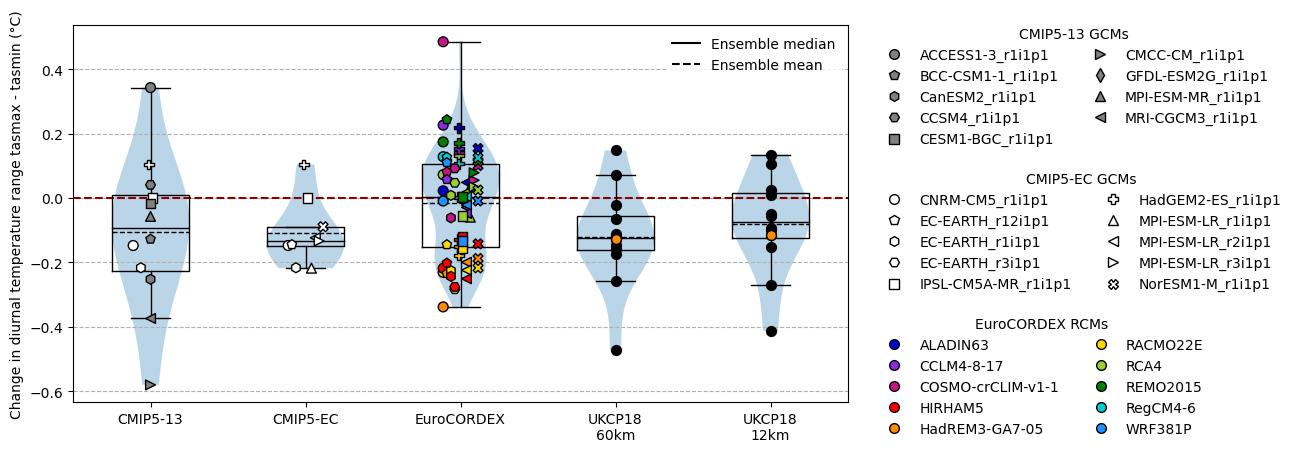 Change in diurnal temperature range tasmax - tasmin (°C)
0.4
0.2
0.0
−0.2
−0.4
−0.6
CMIP5-13
CMIP5-EC
EuroCORDEX
UKCP18
60km
UKCP18
12km
Ensemble median
Ensemble mean
CMIP5-13 GCMs
ACCESS1-3_r1i1p1
BCC-CSM1-1_r1i1p1
CanESM2_r1i1p1
CCSM4_r1i1p1
CESM1-BGC_r1i1p1
CMCC-CM_r1i1p1
GFDL-ESM2G_r1i1p1
MPI-ESM-MR_r1i1p1
MRI-CGCM3_r1i1p1
CMIP5-EC GCMs
CNRM-CM5_r1i1p1
EC-EARTH_r12i1p1
EC-EARTH_r1i1p1
EC-EARTH_r3i1p1
IPSL-CM5A-MR_r1i1p1
HadGEM2-ES_r1i1p1
MPI-ESM-LR_r1i1p1
MPI-ESM-LR_r2i1p1
MPI-ESM-LR_r3i1p1
NorESM1-M_r1i1p1
EuroCORDEX RCMs
ALADIN63
CCLM4-8-17
COSMO-crCLIM-v1-1
HIRHAM5
HadREM3-GA7-05
RACMO22E
RCA4
REMO2015
RegCM4-6
WRF381P